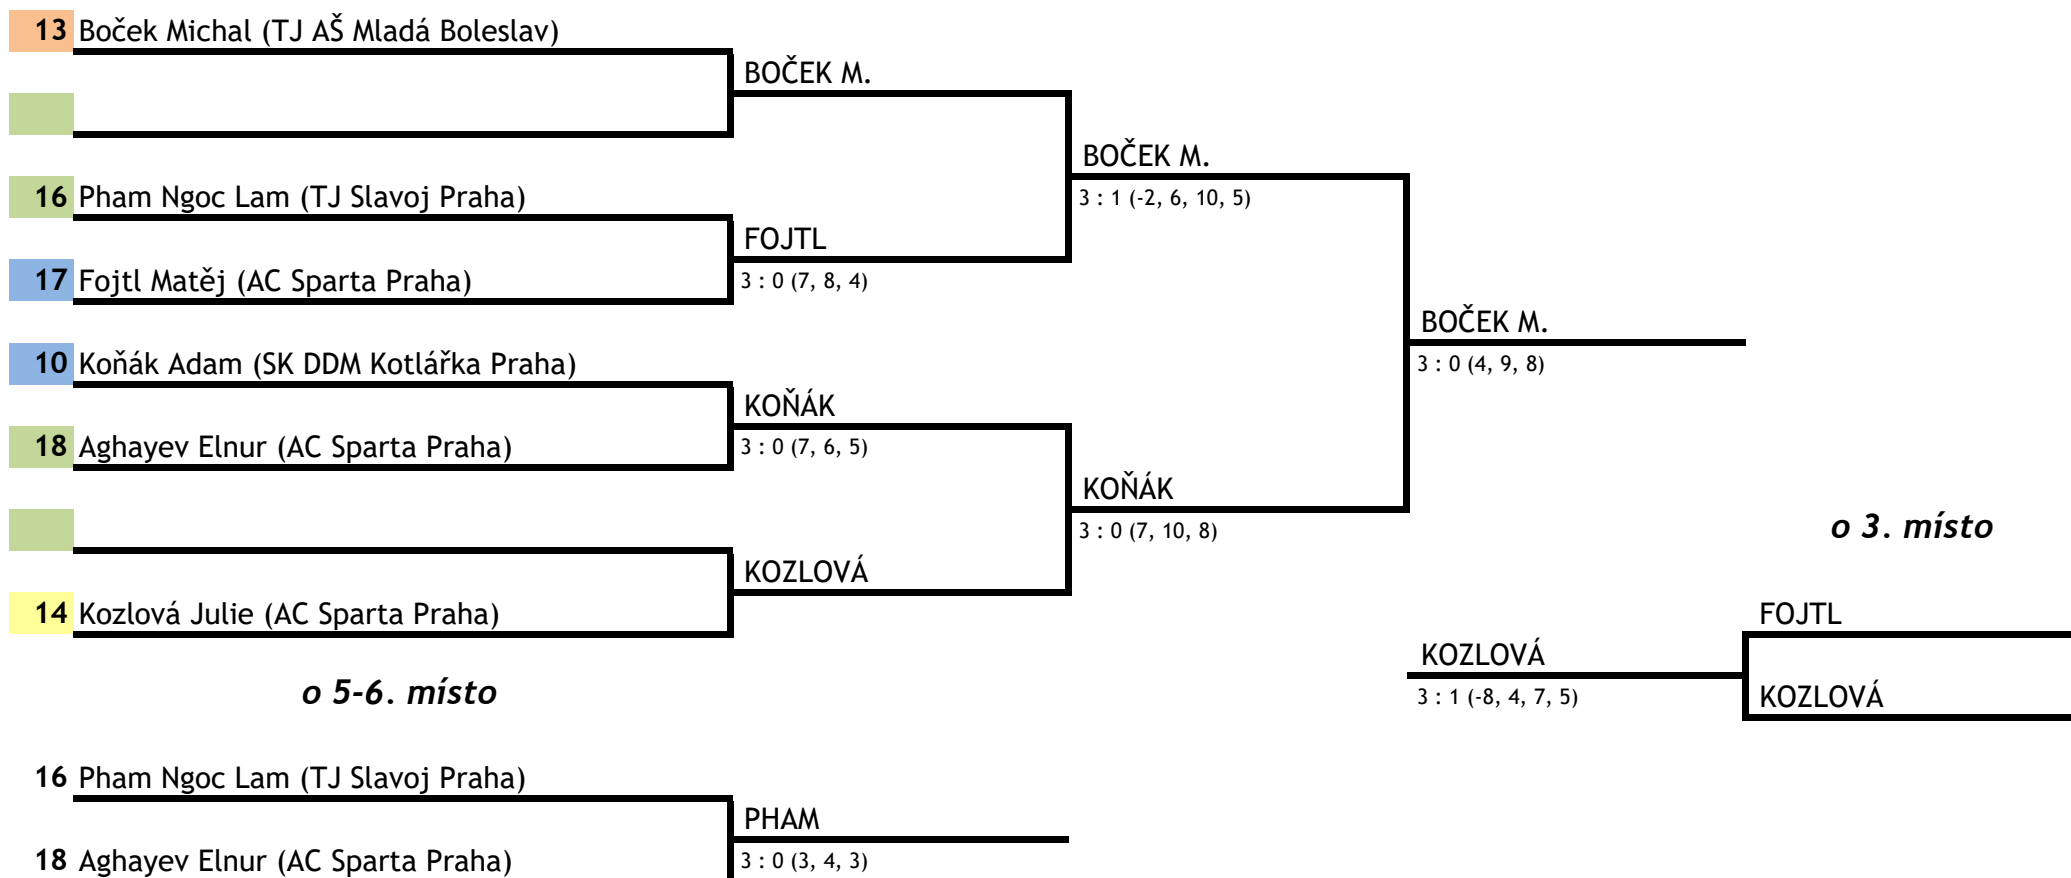 13 Boček Michal (TJ AŠ Mladá Boleslav)
BOČEK M.
BOČEK M.
16 Pham Ngoc Lam (TJ Slavoj Praha)
3 : 1 (-2, 6, 10, 5)
FOJTL
17 Fojtl Matěj (AC Sparta Praha)
3 : 0 (7, 8, 4)
BOČEK M.
10 Koňák Adam (SK DDM Kotlářka Praha)
3 : 0 (4, 9, 8)
KOŇÁK
18 Aghayev Elnur (AC Sparta Praha)
3 : 0 (7, 6, 5)
KOŇÁK
3 : 0 (7, 10, 8)
o 3. místo
KOZLOVÁ
14 Kozlová Julie (AC Sparta Praha)
FOJTL
KOZLOVÁ
o 5-6. místo
3 : 1 (-8, 4, 7, 5)
KOZLOVÁ
16 Pham Ngoc Lam (TJ Slavoj Praha)
PHAM
18 Aghayev Elnur (AC Sparta Praha)
3 : 0 (3, 4, 3)